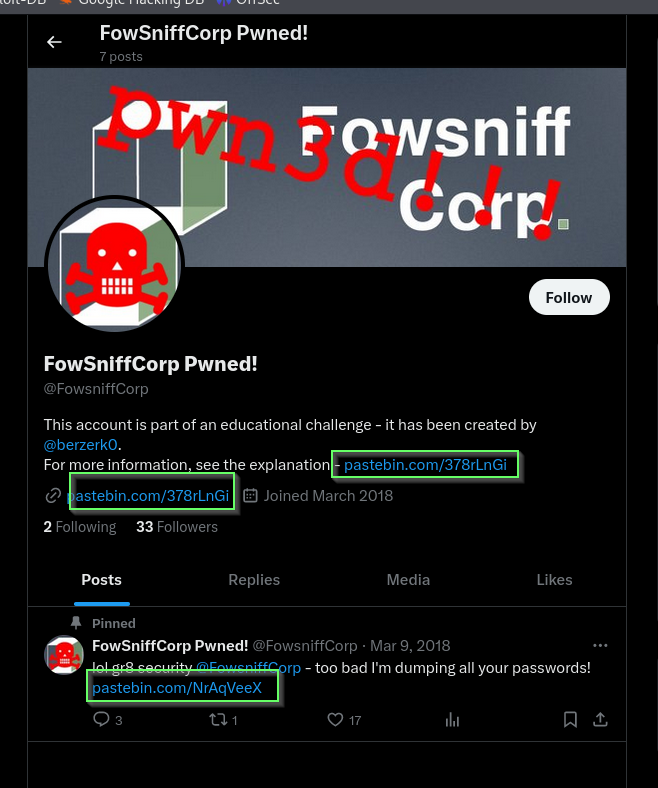 Google Hacking DB OffSec
FowSniffCorp Pwned!
7 posts
pwn3d!!!
Fowsniff
Corp.
Follow
FowSniffCorp Pwned!
@FowsniffCorp
This account is part of an educational challenge - it has been created by
@berzerk0.
For more information, see the explanation - pastebin.com/378rLnGi
pastebin.com/378rLnGi Joined March 2018
2 Following 33 Followers
Posts Replies Media Likes
Pinned
FowSniffCorp Pwned! @FowsniffCorp · Mar 9, 2018
lol gr8 security @FowsniffCorp - too bad I'm dumping all your passwords!
pastebin.com/NrAqVeeX
3 1 17